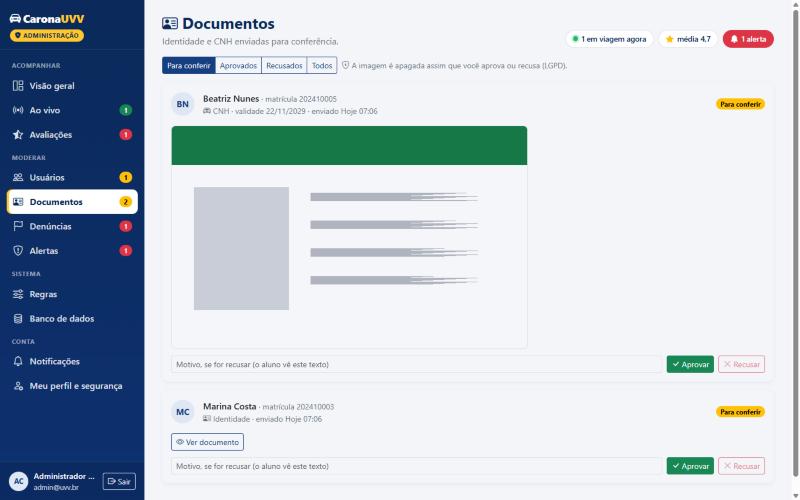 CaronaUVV
ADMINISTRAÇÃO
ACOMPANHAR
Visão geral
Ao vivo 1
Avaliações 1
MODERAR
Usuários 1
Documentos 2
Denúncias 1
Alertas 1
SISTEMA
Regras
Banco de dados
CONTA
Notificações
Meu perfil e segurança
AC Administrador ...
admin@uvv.br
Sair
Documentos
Identidade e CNH enviadas para conferência.
1 em viagem agora
média 4,7
1 alerta
Para conferir Aprovados Recusados Todos A imagem é apagada assim que você aprova ou recusa (LGPD).
BN Beatriz Nunes · matrícula 202410005
CNH · validade 22/11/2029 · enviado Hoje 07:06
Para conferir
Motivo, se for recusar (o aluno vê este texto) Aprovar Recusar
MC Marina Costa · matrícula 202410003
Identidade · enviado Hoje 07:06
Para conferir
Ver documento
Motivo, se for recusar (o aluno vê este texto) Aprovar Recusar